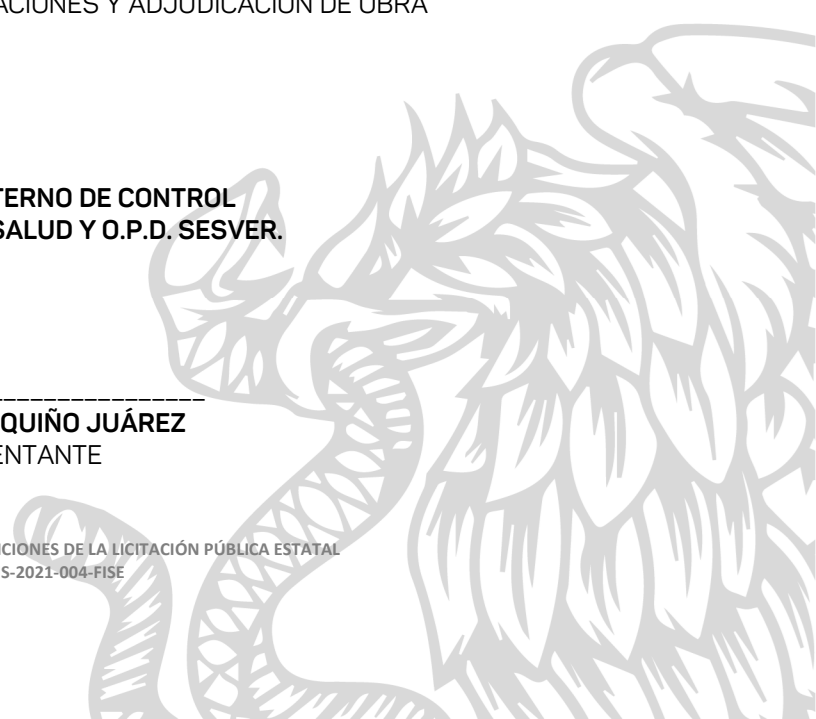 ACIONES Y ADJUDICACIÓN DE OBRA
TERNO DE CONTROL
SALUD Y O.P.D. SESVER.
________________
QUIÑO JUÁREZ
ENTANTE
CIONES DE LA LICITACIÓN PÚBLICA ESTATAL
S-2021-004-FISE